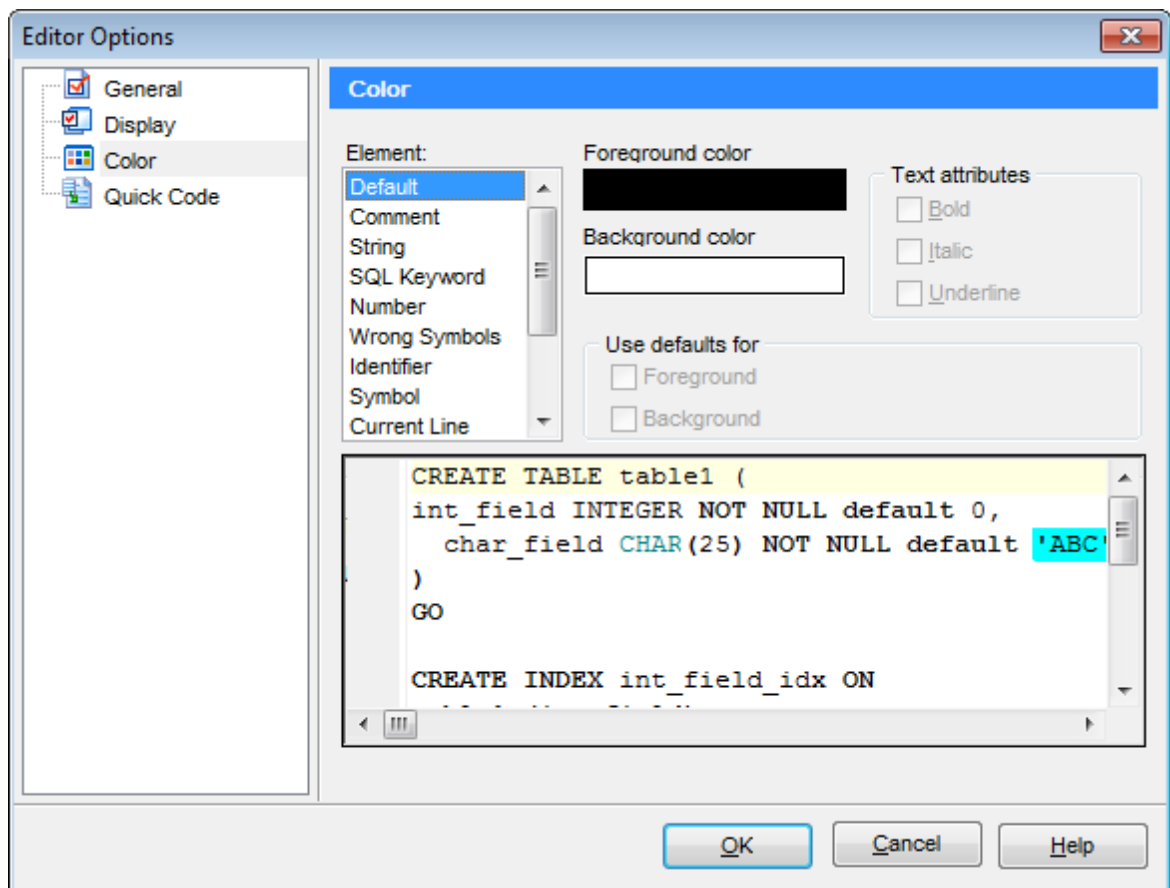 Editor Options
General
Display
Color
Quick Code
Color
Element:
Default
Comment
String
SQL Keyword
Number
Wrong Symbols
Identifier
Symbol
Current Line
Foreground color
Background color
Text attributes
Bold
Italic
Underline
Use defaults for
Foreground
Background
CREATE TABLE table1 (
int_field INTEGER NOT NULL default 0,
char_field CHAR(25) NOT NULL default 'ABC'
)
GO
CREATE INDEX int_field_idx ON
OK
Cancel
Help